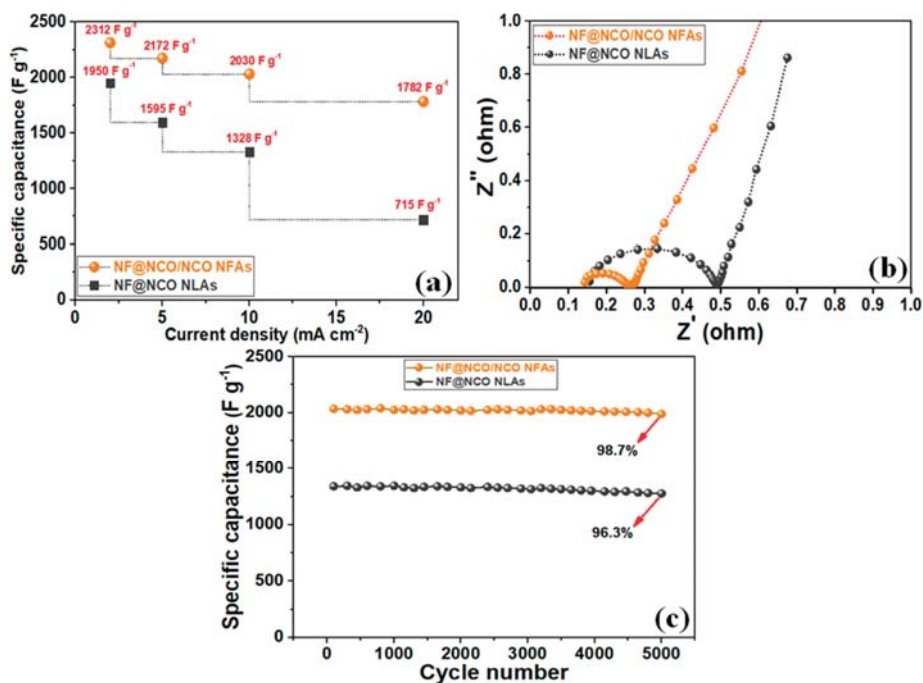 2500
2000
1500
1000
500
0
Specific capacitance (F g⁻¹)
2312 F g⁻¹
2172 F g⁻¹
2030 F g⁻¹
1782 F g⁻¹
1950 F g⁻¹
1595 F g⁻¹
1328 F g⁻¹
715 F g⁻¹
NF@NCO/NCO NFAs
NF@NCO NLAs
(a)
0 5 10 15 20
Current density (mA cm⁻²)
1.0
0.8
0.6
0.4
0.2
0.0
Z'' (ohm)
NF@NCO/NCO NFAs
NF@NCO NLAs
(b)
0.0 0.1 0.2 0.3 0.4 0.5 0.6 0.7 0.8 0.9 1.0
Z' (ohm)
2500
2000
1500
1000
500
0
Specific capacitance (F g⁻¹)
NF@NCO/NCO NFAs
NF@NCO NLAs
98.7%
96.3%
(c)
0 1000 2000 3000 4000 5000
Cycle number